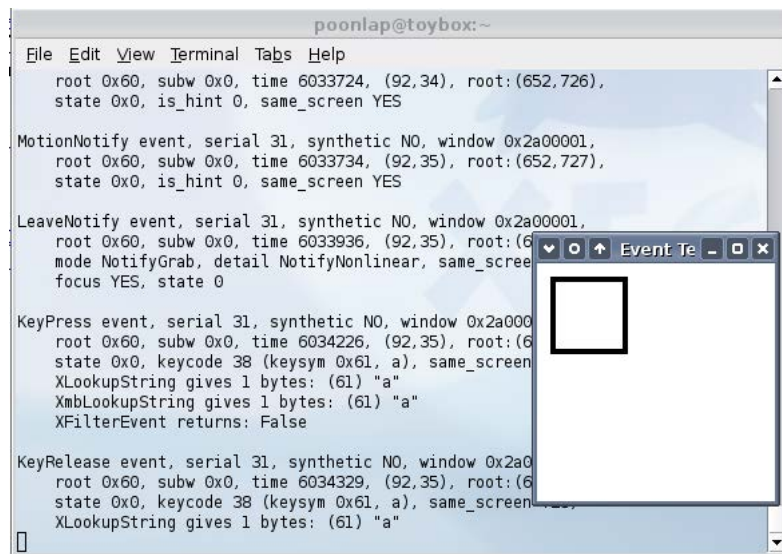 poonlap@toybox:~
File Edit View Terminal Tabs Help
root 0x60, subw 0x0, time 6033724, (92,34), root:(652,726),
state 0x0, is_hint 0, same_screen YES
MotionNotify event, serial 31, synthetic NO, window 0x2a00001,
root 0x60, subw 0x0, time 6033734, (92,35), root:(652,727),
state 0x0, is_hint 0, same_screen YES
LeaveNotify event, serial 31, synthetic NO, window 0x2a00001,
root 0x60, subw 0x0, time 6033936, (92,35), root:(6
mode NotifyGrab, detail NotifyNonlinear, same_scree
focus YES, state 0
Event Te
KeyPress event, serial 31, synthetic NO, window 0x2a000
root 0x60, subw 0x0, time 6034226, (92,35), root:(6
state 0x0, keycode 38 (keysym 0x61, a), same_screen
XLookupString gives 1 bytes: (61) "a"
XmbLookupString gives 1 bytes: (61) "a"
XFilterEvent returns: False
KeyRelease event, serial 31, synthetic NO, window 0x2a0
root 0x60, subw 0x0, time 6034329, (92,35), root:(6
state 0x0, keycode 38 (keysym 0x61, a), same_screen
XLookupString gives 1 bytes: (61) "a"